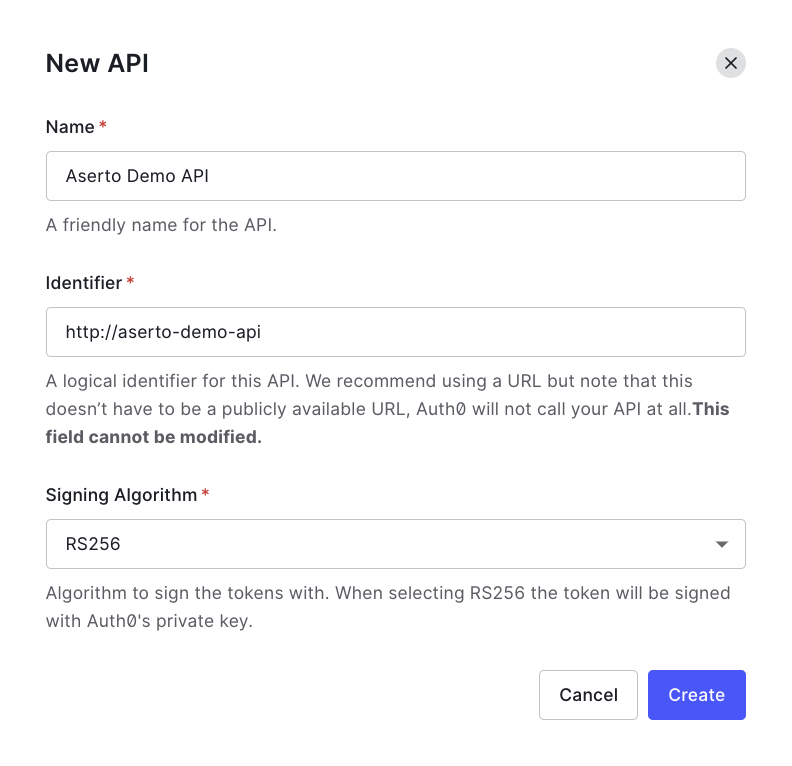 New API
Name *
Aserto Demo API
A friendly name for the API.
Identifier *
http://aserto-demo-api
A logical identifier for this API. We recommend using a URL but note that this
doesn’t have to be a publicly available URL, Auth0 will not call your API at all.This
field cannot be modified.
Signing Algorithm *
RS256
Algorithm to sign the tokens with. When selecting RS256 the token will be signed
with Auth0's private key.
Cancel Create